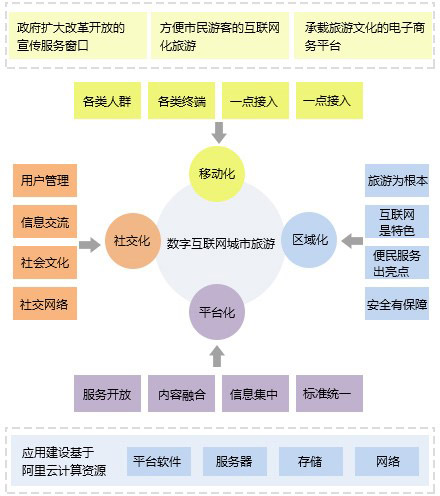 政府扩大改革开放的
宣传服务窗口
方便市民游客的互联网
化旅游
承载旅游文化的电子商
务平台
各类人群
各类终端
一点接入
一点接入
移动化
用户管理
信息交流
社会文化
社交网络
社交化
数字互联网城市旅游
区域化
旅游为根本
互联网
是特色
便民服务
出亮点
安全有保障
平台化
服务开放
内容融合
信息集中
标准统一
应用建设基于
阿里云计算资源
平台软件
服务器
存储
网络